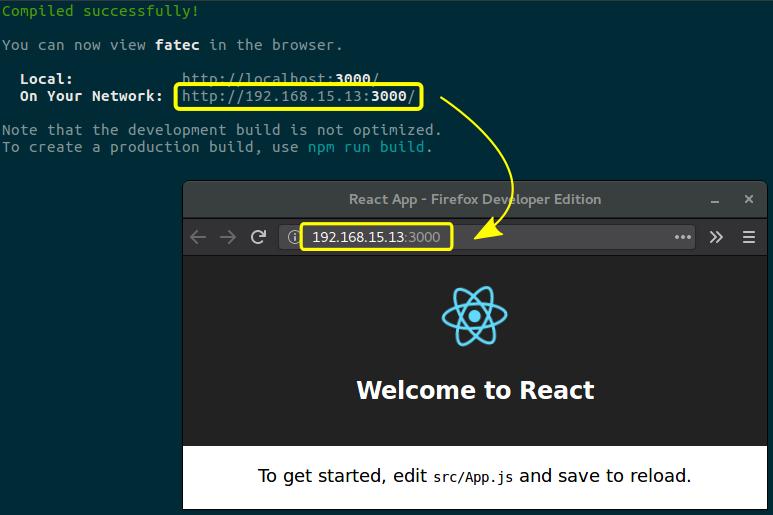 Compiled successfully!
You can now view fatec in the browser.
Local: http://localhost:3000/
On Your Network: http://192.168.15.13:3000/
Note that the development build is not optimized.
To create a production build, use npm run build.
React App - Firefox Developer Edition
192.168.15.13:3000
Welcome to React
To get started, edit src/App.js and save to reload.